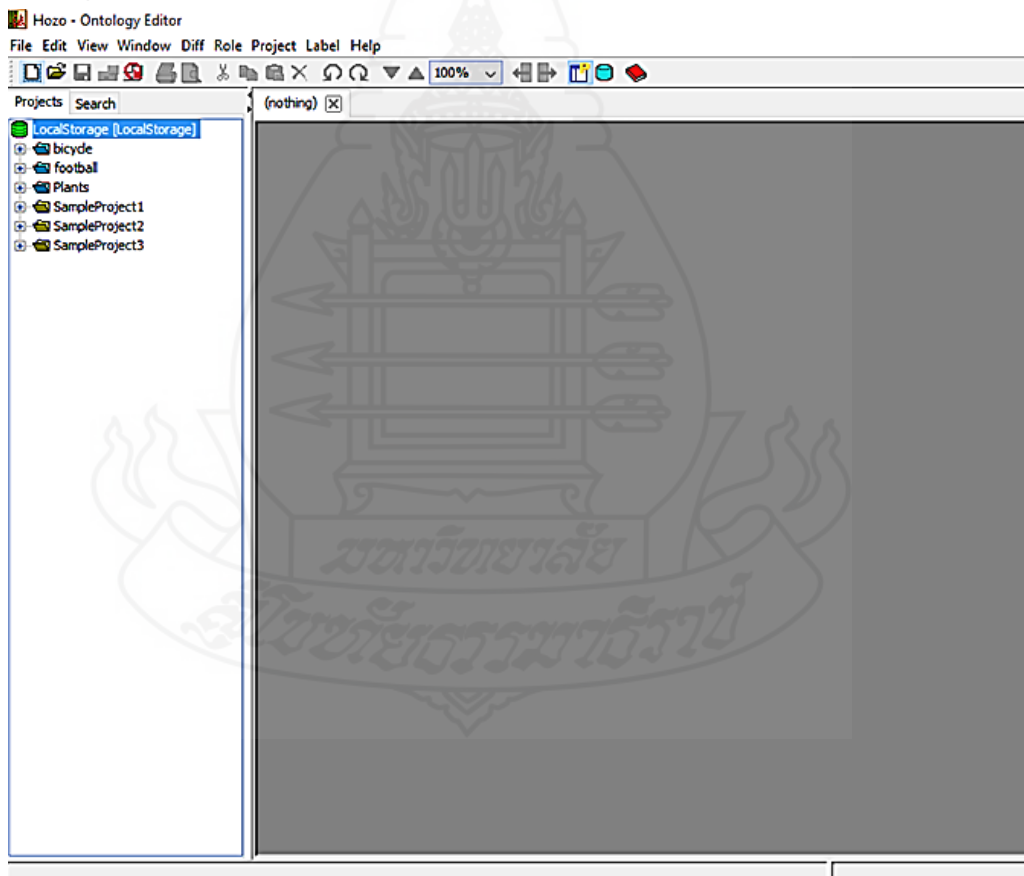 Hozo - Ontology Editor
File Edit View Window Diff Role Project Label Help
100%
Projects Search
(nothing)
LocalStorage [LocalStorage]
bicycle
football
Plants
SampleProject1
SampleProject2
SampleProject3
มหาวิทยาลัย
สุโขทัยธรรมาธิราช